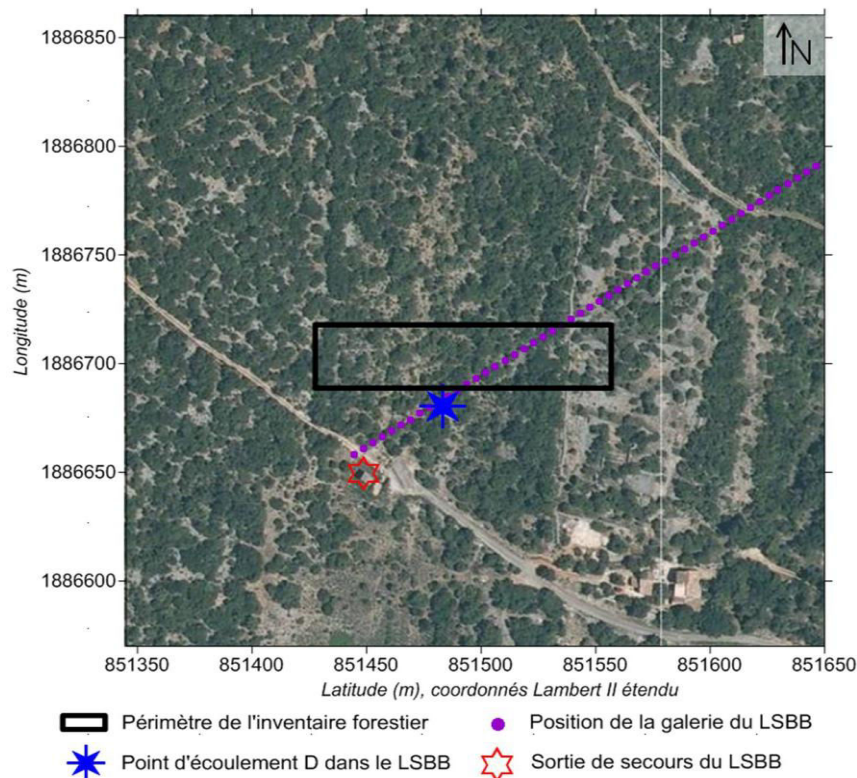 N
1886850
1886800
1886750
1886700
1886650
1886600
Longitude (m)
851350 851400 851450 851500 851550 851600 851650
Latitude (m), coordonnés Lambert II étendu
Périmètre de l'inventaire forestier
Position de la galerie du LSBB
Point d'écoulement D dans le LSBB
Sortie de secours du LSBB